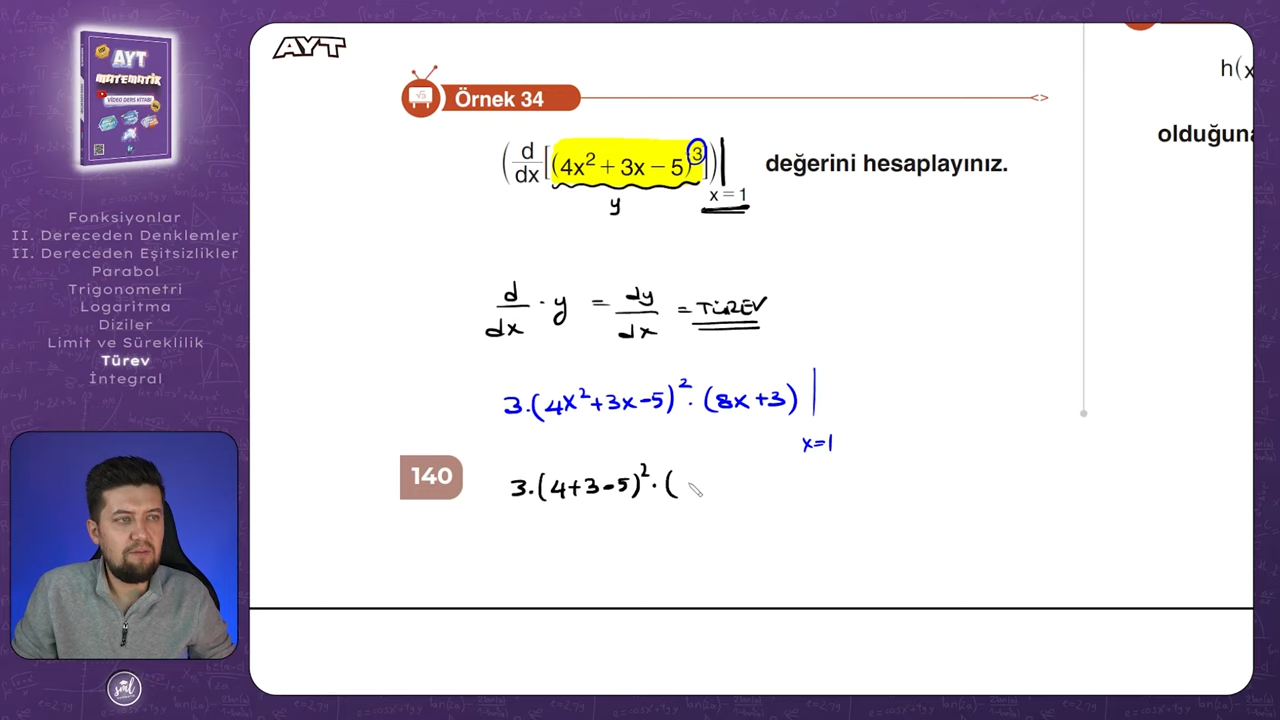 AYT
AYT
MATEMATİK
VİDEO DERS KİTABI
Örnek 34
(d/dx[(4x² + 3x − 5)³])| x = 1 değerini hesaplayınız.
y
d/dx · y = dy/dx = TÜREV
3.(4x²+3x-5)² · (8x+3) | x=1
140
3.(4+3-5)² · (
h(x
olduğuna
Fonksiyonlar
II. Dereceden Denklemler
II. Dereceden Eşitsizlikler
Parabol
Trigonometri
Logaritma
Diziler
Limit ve Süreklilik
Türev
İntegral
sml